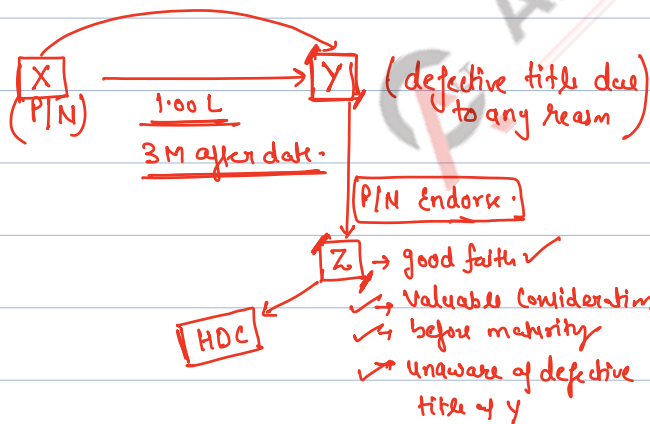 X
(P/N)
1.00 L
3 M after date.
Y
(defective title due
to any reason)
P/N Endorse.
Z → good faith ✓
✓→ Valuable Consideration
✓→ before maturity
✓→ Unaware of defective
title of Y
HDC
A